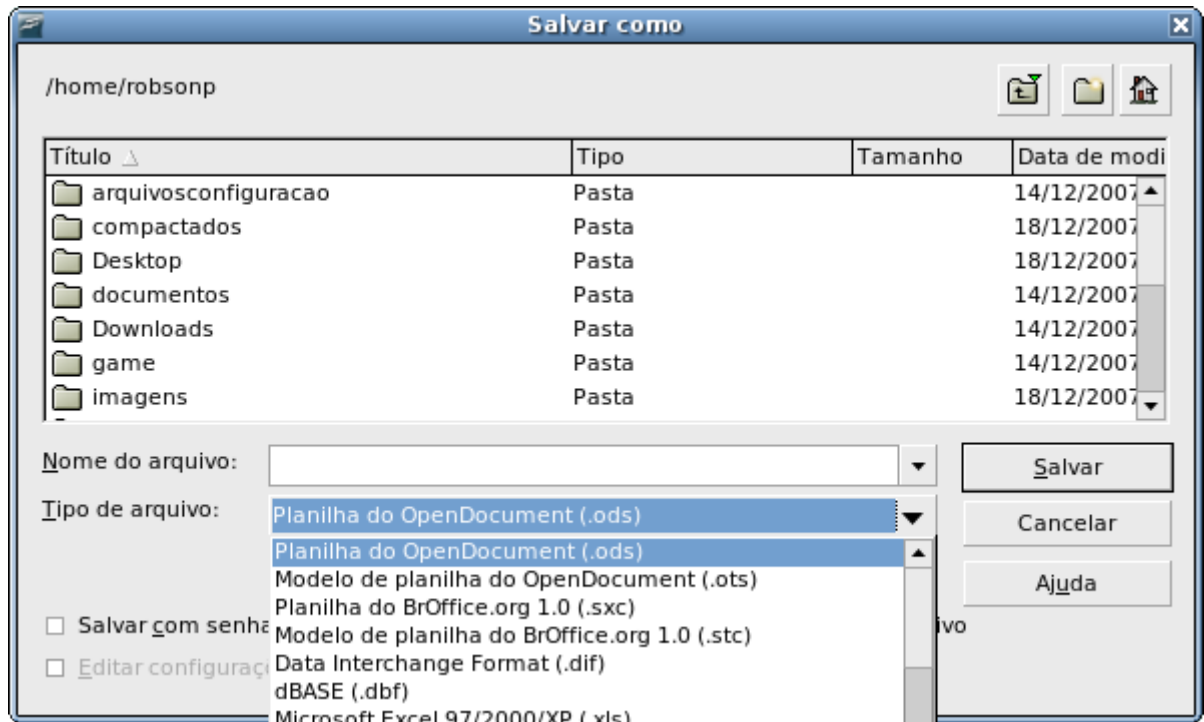 Salvar como
/home/robsonp
Título Tipo Tamanho Data de modi
arquivosconfiguracao Pasta 14/12/2007
compactados Pasta 18/12/2007
Desktop Pasta 18/12/2007
documentos Pasta 14/12/2007
Downloads Pasta 14/12/2007
game Pasta 14/12/2007
imagens Pasta 18/12/2007
Nome do arquivo: Salvar
Tipo de arquivo: Planilha do OpenDocument (.ods) Cancelar
Planilha do OpenDocument (.ods)
Modelo de planilha do OpenDocument (.ots) Ajuda
Planilha do BrOffice.org 1.0 (.sxc)
Salvar com senha Modelo de planilha do BrOffice.org 1.0 (.stc) ivo
Editar configuraç Data Interchange Format (.dif)
dBASE (.dbf)
Microsoft Excel 97/2000/XP (.xls)